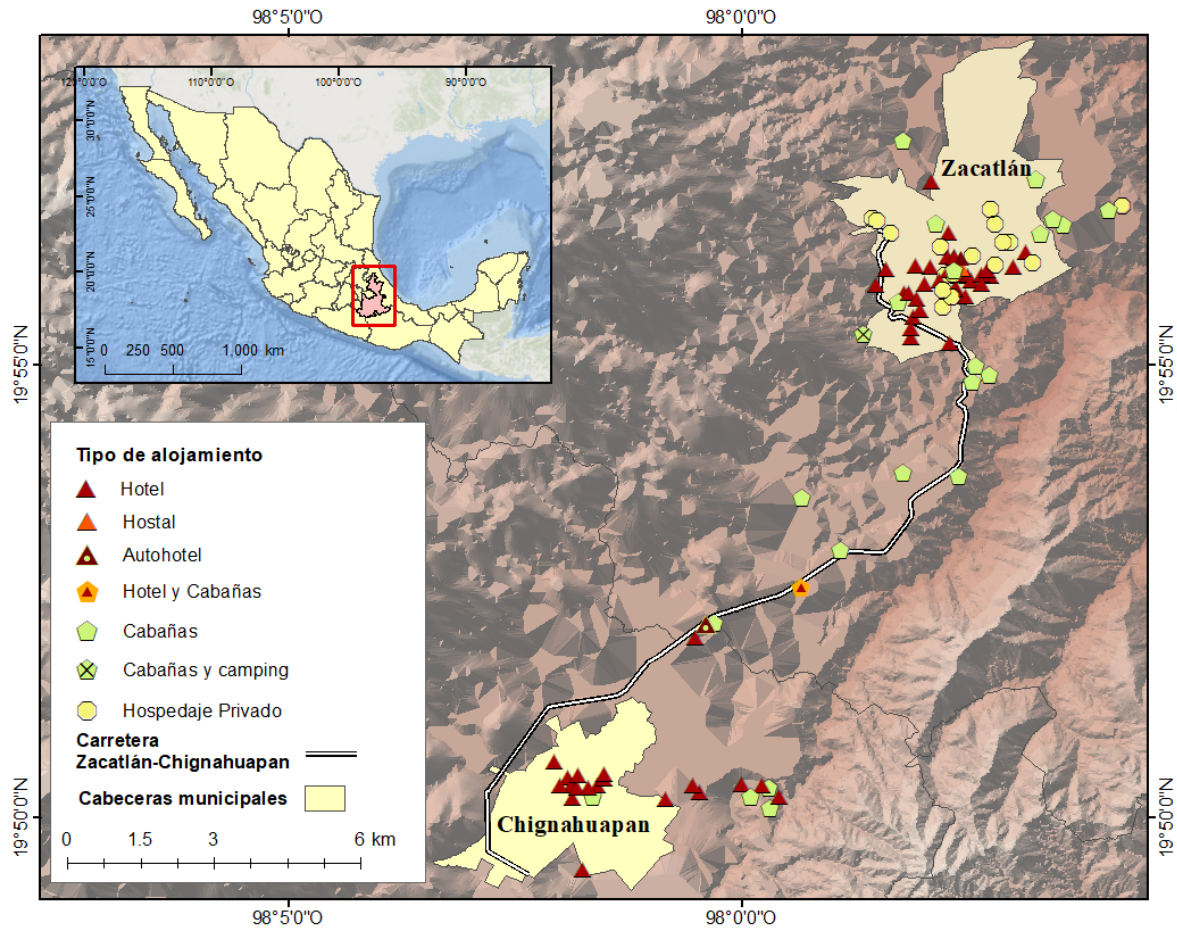 98°5'0"O
98°0'0"O
120°0'0"O
110°0'0"O
100°0'0"O
90°0'0"O
30°0'0"N
25°0'0"N
20°0'0"N
15°0'0"N
0 250 500 1,000 km
Zacatlán
19°55'0"N
19°55'0"N
Tipo de alojamiento
Hotel
Hostal
Autohotel
Hotel y Cabañas
Cabañas
Cabañas y camping
Hospedaje Privado
Carretera
Zacatlán-Chignahuapan
Cabeceras municipales
0 1.5 3 6 km
Chignahuapan
19°50'0"N
19°50'0"N
98°5'0"O
98°0'0"O